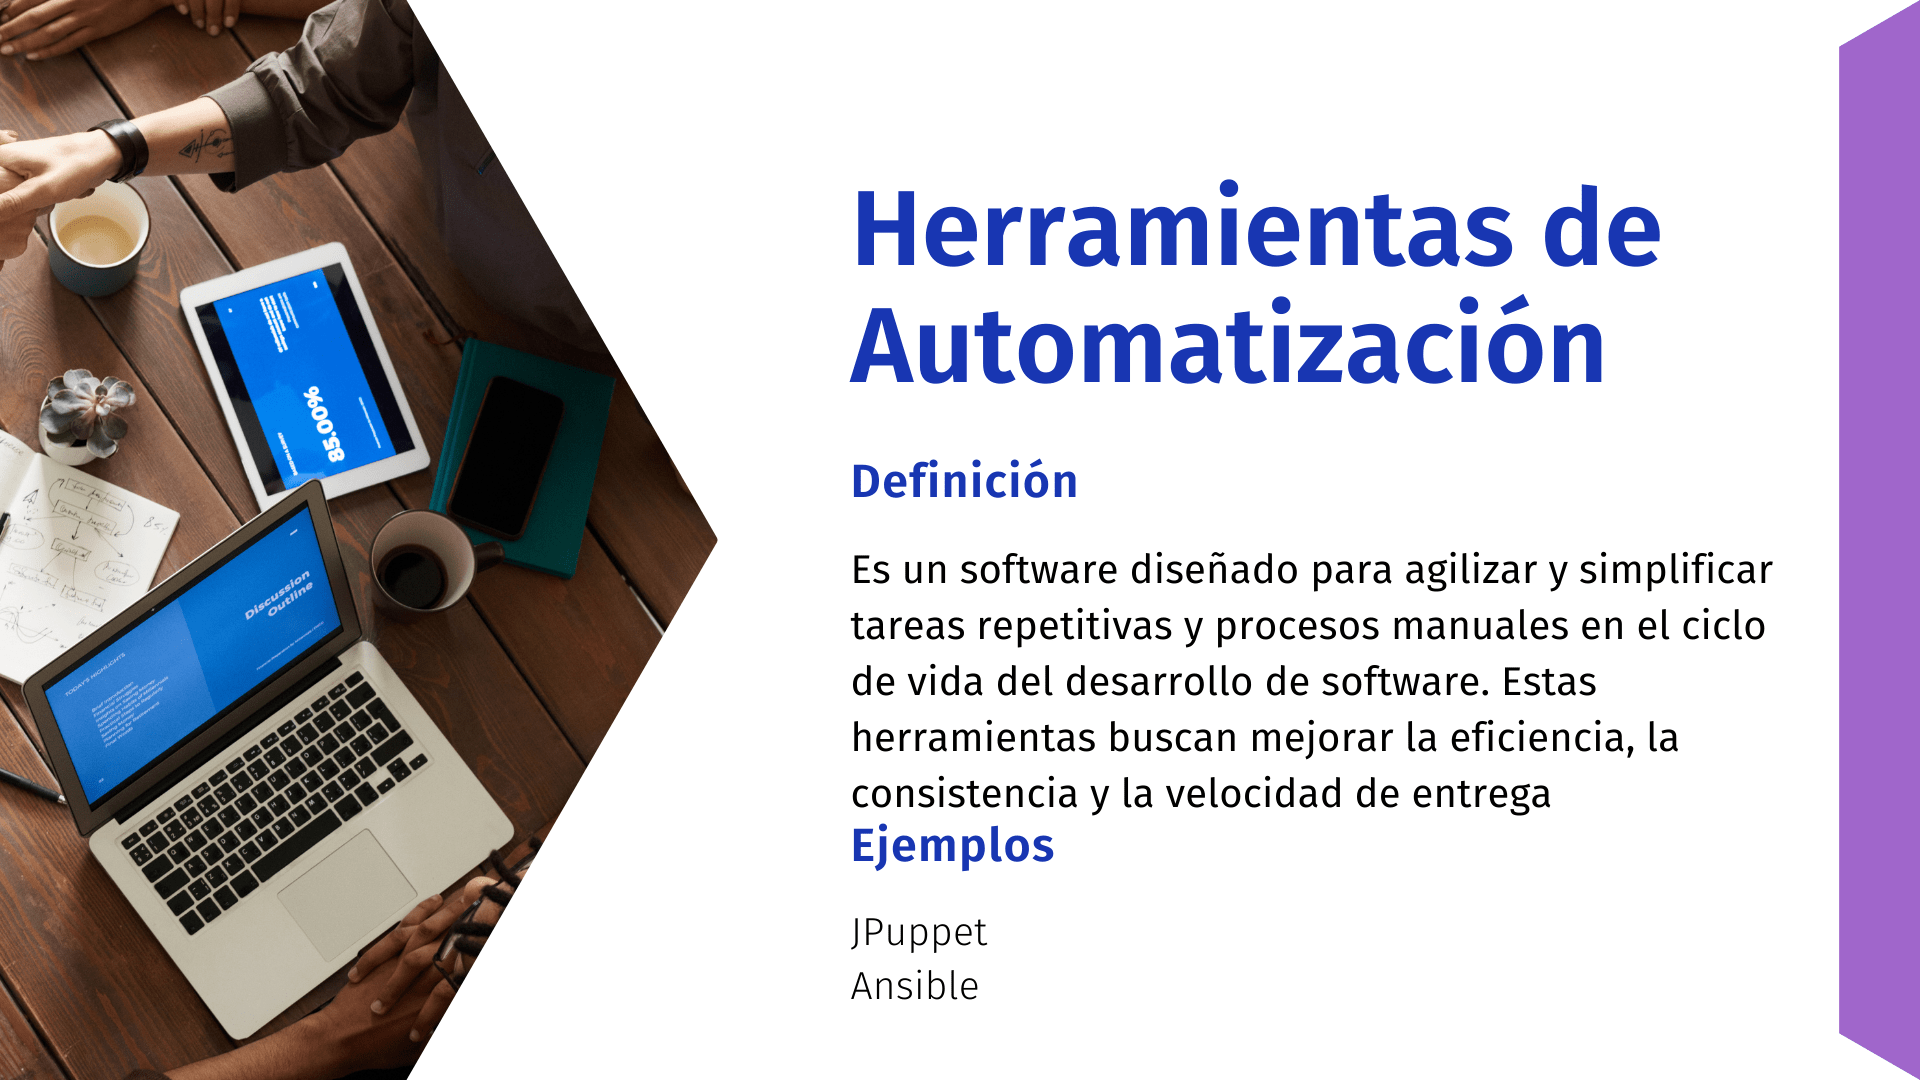 Herramientas de
Automatización
Definición
Es un software diseñado para agilizar y simplificar
tareas repetitivas y procesos manuales en el ciclo
de vida del desarrollo de software. Estas
herramientas buscan mejorar la eficiencia, la
consistencia y la velocidad de entrega
Ejemplos
JPuppet
Ansible
85.00%
Discussion
Outline
TODAY'S HIGHLIGHTS